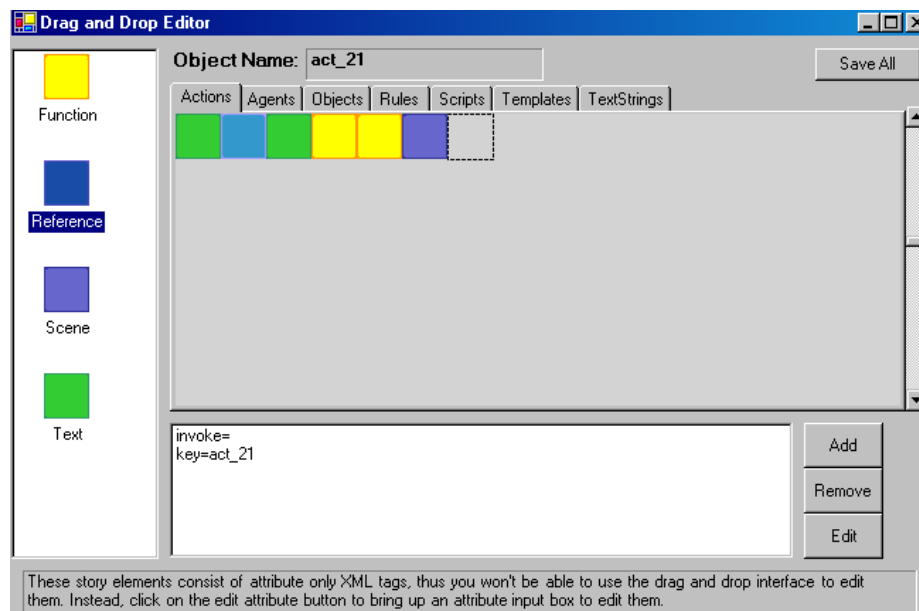 Drag and Drop Editor
Object Name: act_21
Save All
Actions Agents Objects Rules Scripts Templates TextStrings
Function
Reference
Scene
Text
invoke=
key=act_21
Add
Remove
Edit
These story elements consist of attribute only XML tags, thus you won't be able to use the drag and drop interface to edit
them. Instead, click on the edit attribute button to bring up an attribute input box to edit them.